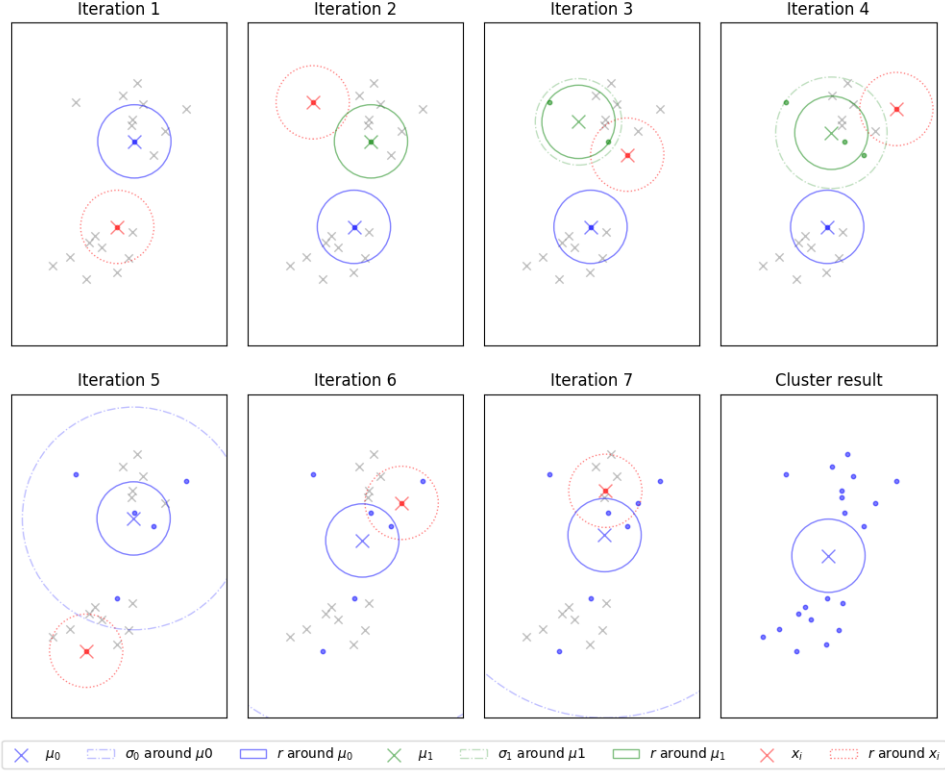 Iteration 1
Iteration 2
Iteration 3
Iteration 4
Iteration 5
Iteration 6
Iteration 7
Cluster result
μ₀ σ₀ around μ0 r around μ₀ μ₁ σ₁ around μ1 r around μ₁ xᵢ r around xᵢ